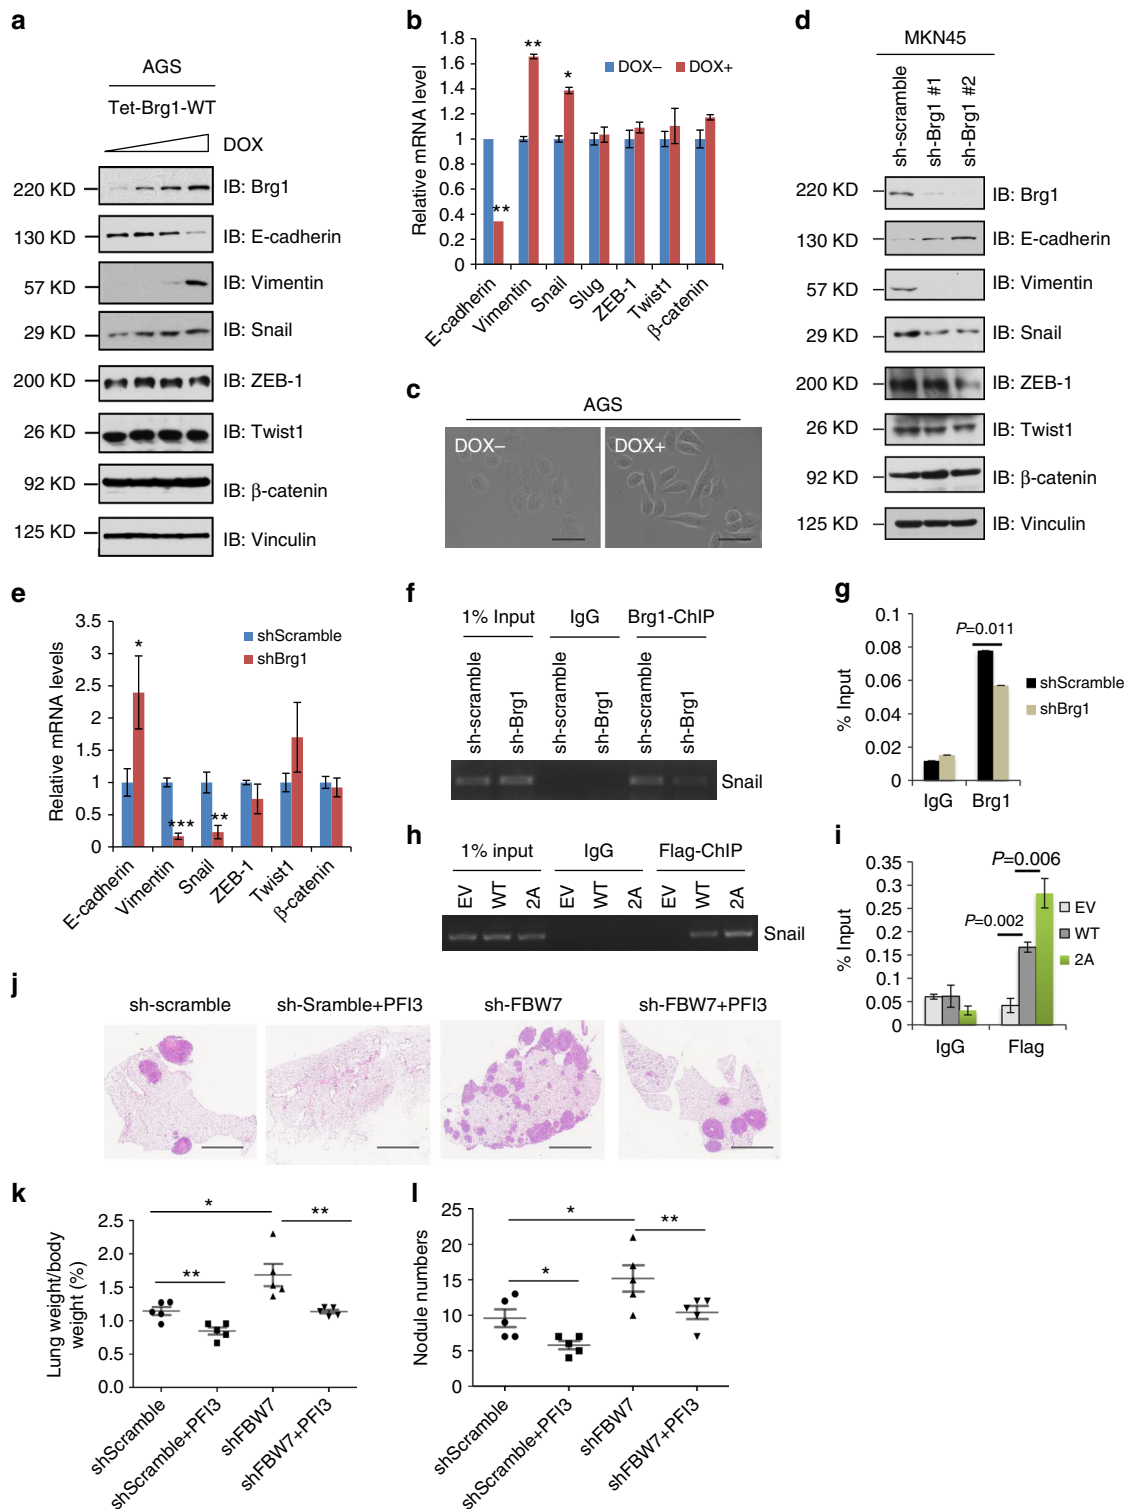 a
AGS
Tet-Brg1-WT
DOX
220 KD
IB: Brg1
130 KD
IB: E-cadherin
57 KD
IB: Vimentin
29 KD
IB: Snail
200 KD
IB: ZEB-1
26 KD
IB: Twist1
92 KD
IB: β-catenin
125 KD
IB: Vinculin
b
Relative mRNA level
1.8
1.6
1.4
1.2
1
0.8
0.6
0.4
0.2
0
DOX–
DOX+
**
**
*
E-cadherin
Vimentin
Snail
Slug
ZEB-1
Twist1
β-catenin
c
AGS
DOX–
DOX+
d
MKN45
sh-scramble
sh-Brg1 #1
sh-Brg1 #2
220 KD
IB: Brg1
130 KD
IB: E-cadherin
57 KD
IB: Vimentin
29 KD
IB: Snail
200 KD
IB: ZEB-1
26 KD
IB: Twist1
92 KD
IB: β-catenin
125 KD
IB: Vinculin
e
Relative mRNA levels
3.5
3
2.5
2
1.5
1
0.5
0
shScramble
shBrg1
*
***
**
E-cadherin
Vimentin
Snail
ZEB-1
Twist1
β-catenin
f
1% Input
IgG
Brg1-ChIP
sh-scramble
sh-Brg1
sh-scramble
sh-Brg1
sh-scramble
sh-Brg1
Snail
g
% Input
0.1
0.08
0.06
0.04
0.02
0
P=0.011
shScramble
shBrg1
IgG
Brg1
h
1% input
IgG
Flag-ChIP
EV
WT
2A
EV
WT
2A
EV
WT
2A
Snail
i
% Input
0.35
0.3
0.25
0.2
0.15
0.1
0.05
0
P=0.006
P=0.002
EV
WT
2A
IgG
Flag
j
sh-scramble
sh-Sramble+PFI3
sh-FBW7
sh-FBW7+PFI3
k
Lung weight/body
weight (%)
2.5
2.0
1.5
1.0
0.5
0.0
*
**
**
shScramble
shScramble+PFI3
shFBW7
shFBW7+PFI3
l
Nodule numbers
25
20
15
10
5
0
*
**
*
shScramble
shScramble+PFI3
shFBW7
shFBW7+PFI3